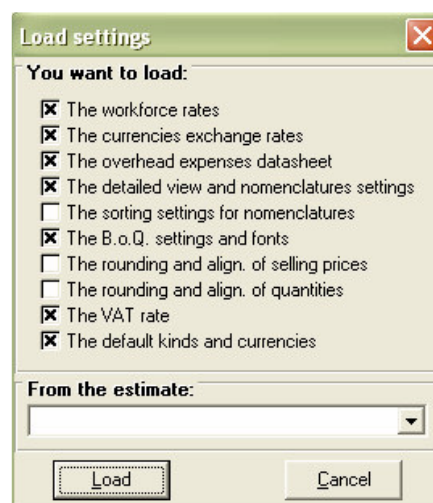 Load settings
You want to load:
The workforce rates
The currencies exchange rates
The overhead expenses datasheet
The detailed view and nomenclatures settings
The sorting settings for nomenclatures
The B.o.Q. settings and fonts
The rounding and align. of selling prices
The rounding and align. of quantities
The VAT rate
The default kinds and currencies
From the estimate:
Load Cancel